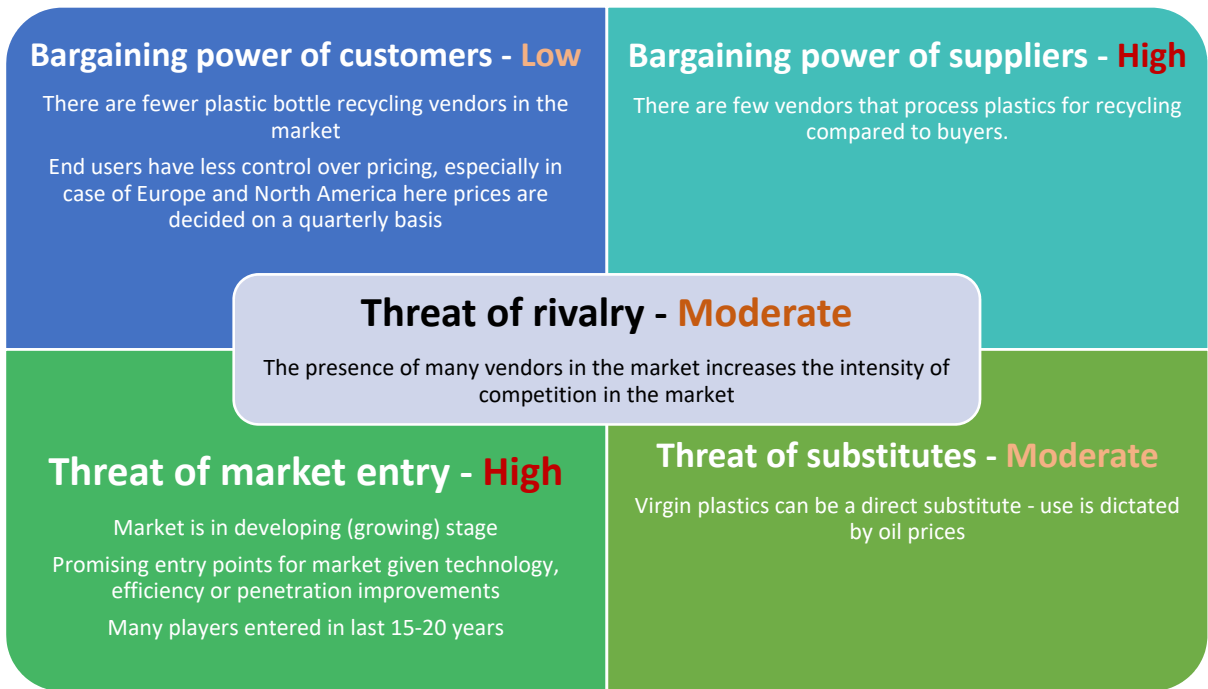 Bargaining power of customers - Low
There are fewer plastic bottle recycling vendors in the
market
End users have less control over pricing, especially in
case of Europe and North America here prices are
decided on a quarterly basis
Bargaining power of suppliers - High
There are few vendors that process plastics for recycling
compared to buyers.
Threat of rivalry - Moderate
The presence of many vendors in the market increases the intensity of
competition in the market
Threat of market entry - High
Market is in developing (growing) stage
Promising entry points for market given technology,
efficiency or penetration improvements
Many players entered in last 15-20 years
Threat of substitutes - Moderate
Virgin plastics can be a direct substitute - use is dictated
by oil prices